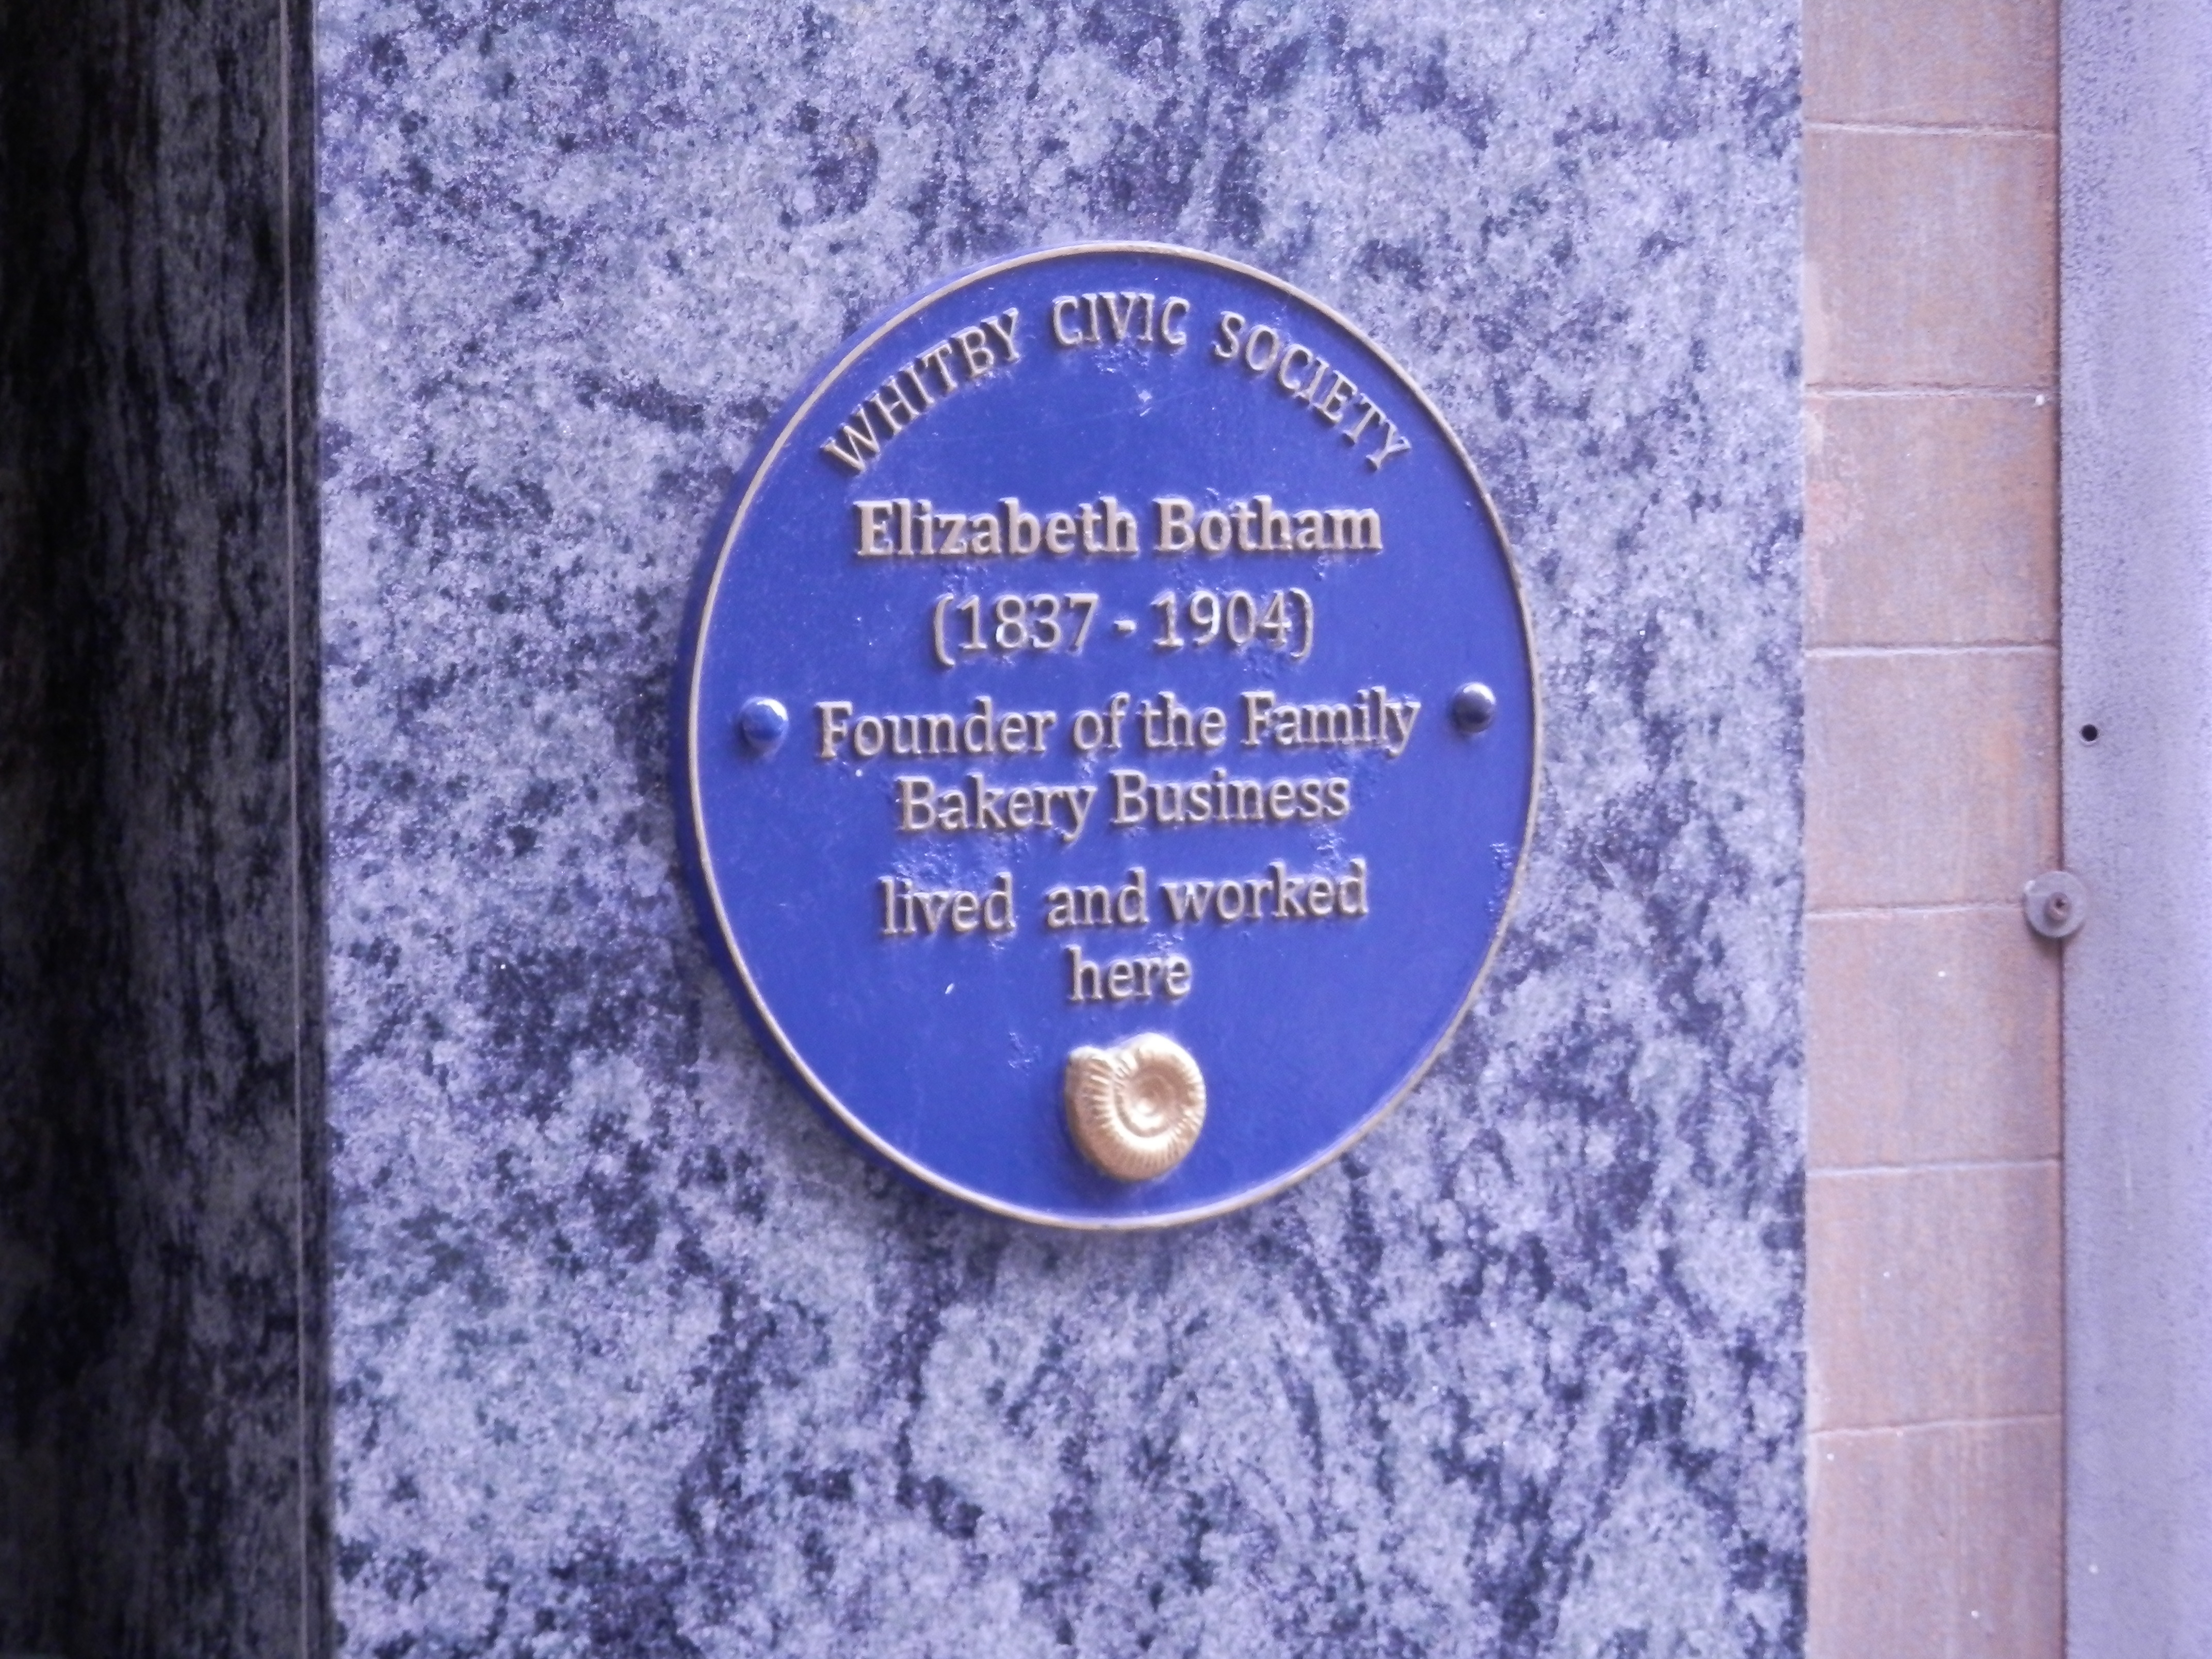 WHITBY CIVIC SOCIETY
Elizabeth Botham
(1837 - 1904)
Founder of the Family
Bakery Business
lived and worked
here